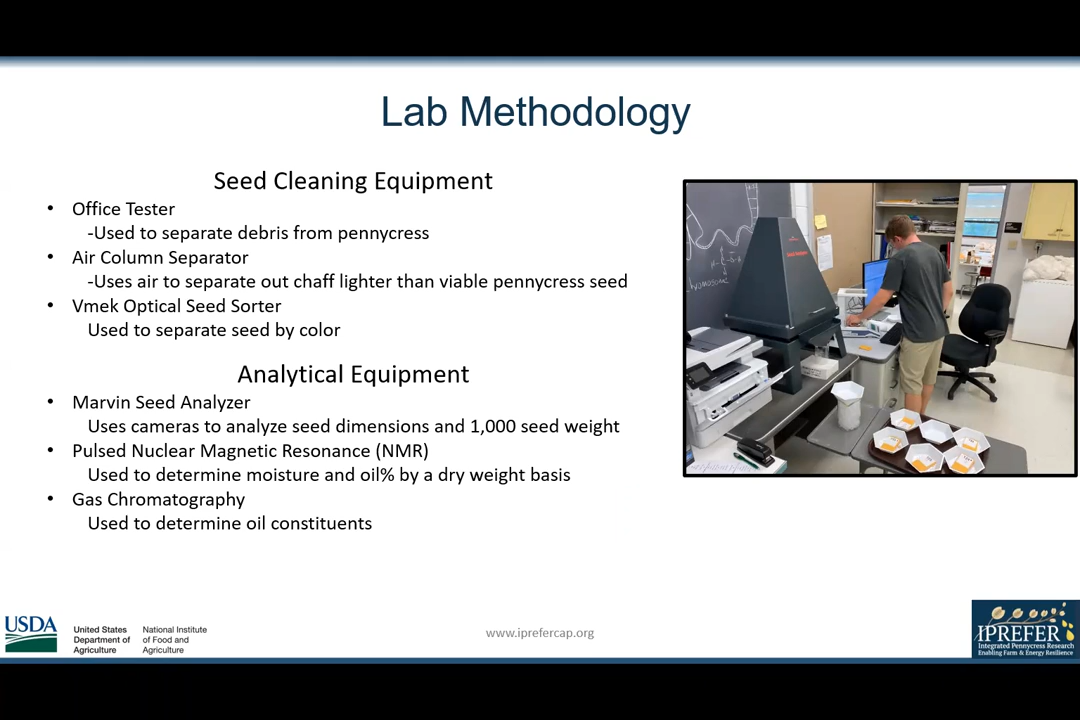 Lab Methodology
Seed Cleaning Equipment
• Office Tester
-Used to separate debris from pennycress
• Air Column Separator
-Uses air to separate out chaff lighter than viable pennycress seed
• Vmek Optical Seed Sorter
Used to separate seed by color
Analytical Equipment
• Marvin Seed Analyzer
Uses cameras to analyze seed dimensions and 1,000 seed weight
• Pulsed Nuclear Magnetic Resonance (NMR)
Used to determine moisture and oil% by a dry weight basis
• Gas Chromatography
Used to determine oil constituents
USDA
United States
Department of
Agriculture
National Institute
of Food and
Agriculture
www.iprefercap.org
IPREFER
Integrated Pennycress Research
Enabling Farm & Energy Resilience